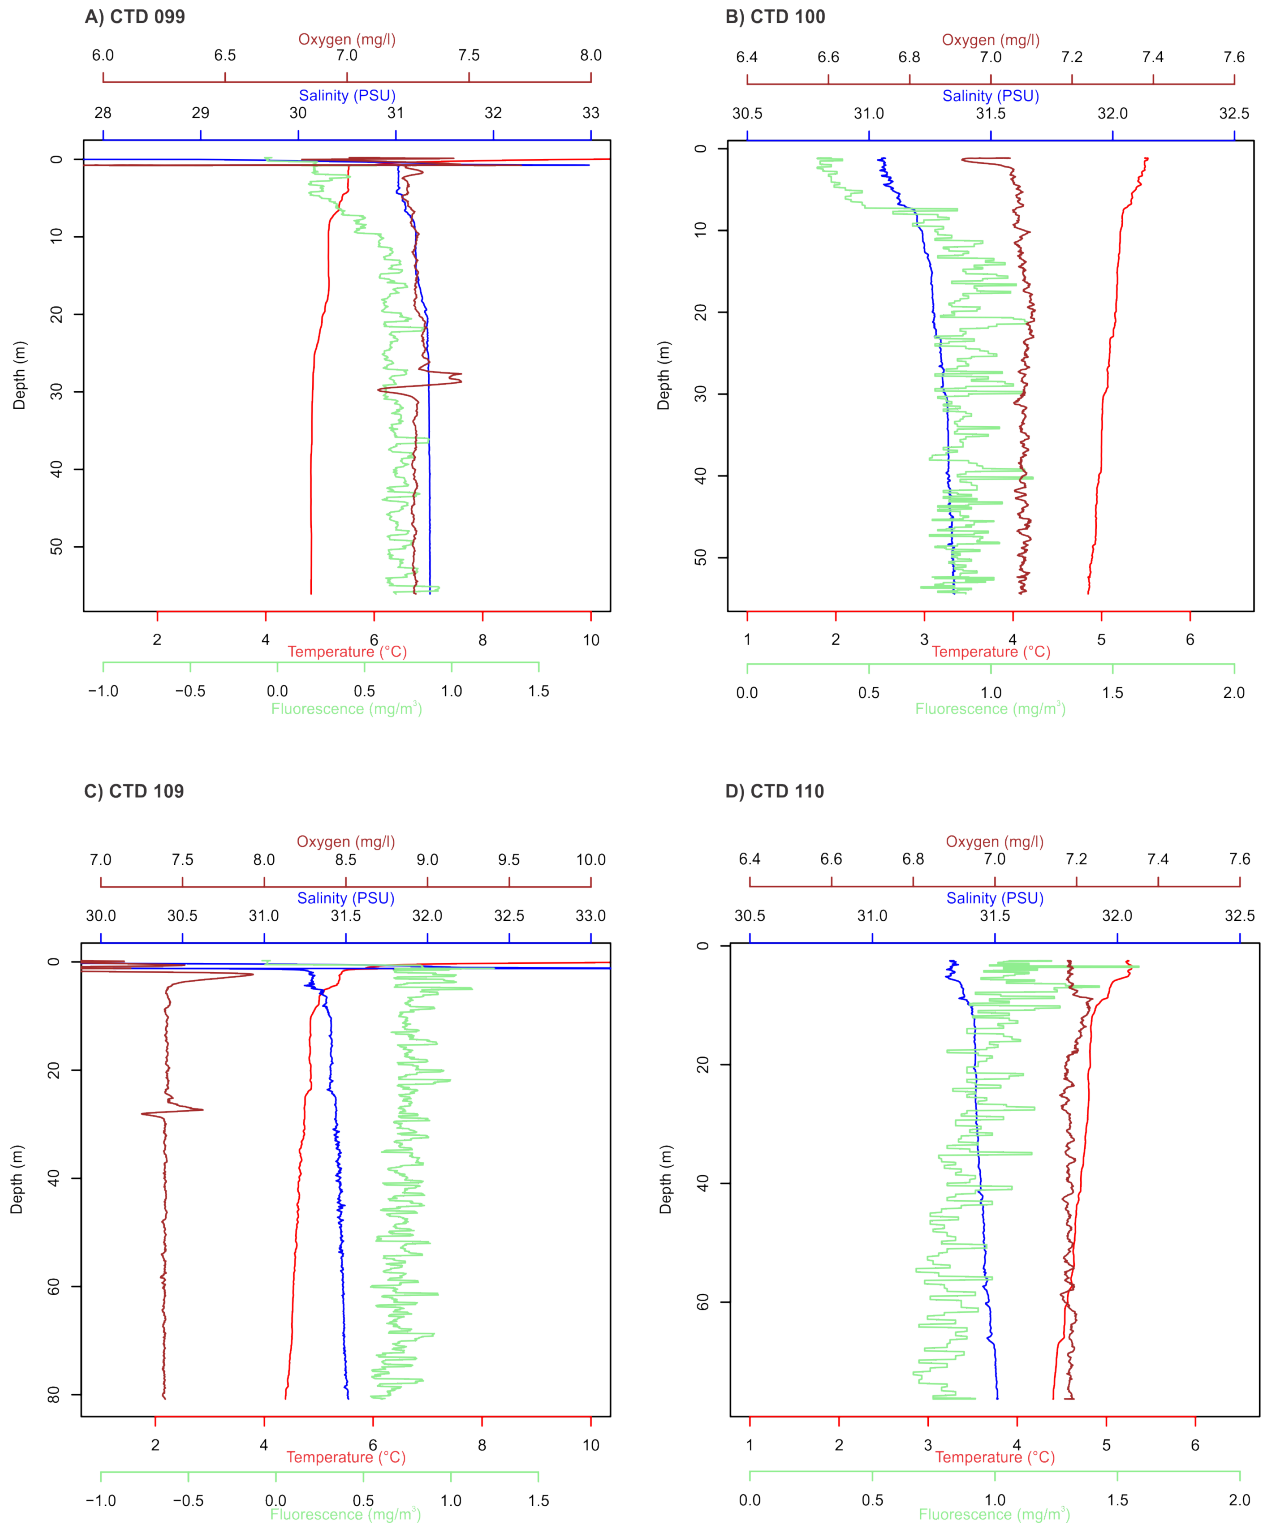 A) CTD 099
Oxygen (mg/l)
6.0 6.5 7.0 7.5 8.0
Salinity (PSU)
28 29 30 31 32 33
Depth (m)
0 10 20 30 40 50
2 4 6 8 10
Temperature (°C)
−1.0 −0.5 0.0 0.5 1.0 1.5
Fluorescence (mg/m³)
B) CTD 100
Oxygen (mg/l)
6.4 6.6 6.8 7.0 7.2 7.4 7.6
Salinity (PSU)
30.5 31.0 31.5 32.0 32.5
Depth (m)
0 10 20 30 40 50
1 2 3 4 5 6
Temperature (°C)
0.0 0.5 1.0 1.5 2.0
Fluorescence (mg/m³)
C) CTD 109
Oxygen (mg/l)
7.0 7.5 8.0 8.5 9.0 9.5 10.0
Salinity (PSU)
30.0 30.5 31.0 31.5 32.0 32.5 33.0
Depth (m)
0 20 40 60 80
2 4 6 8 10
Temperature (°C)
−1.0 −0.5 0.0 0.5 1.0 1.5
Fluorescence (mg/m³)
D) CTD 110
Oxygen (mg/l)
6.4 6.6 6.8 7.0 7.2 7.4 7.6
Salinity (PSU)
30.5 31.0 31.5 32.0 32.5
Depth (m)
0 20 40 60
1 2 3 4 5 6
Temperature (°C)
0.0 0.5 1.0 1.5 2.0
Fluorescence (mg/m³)